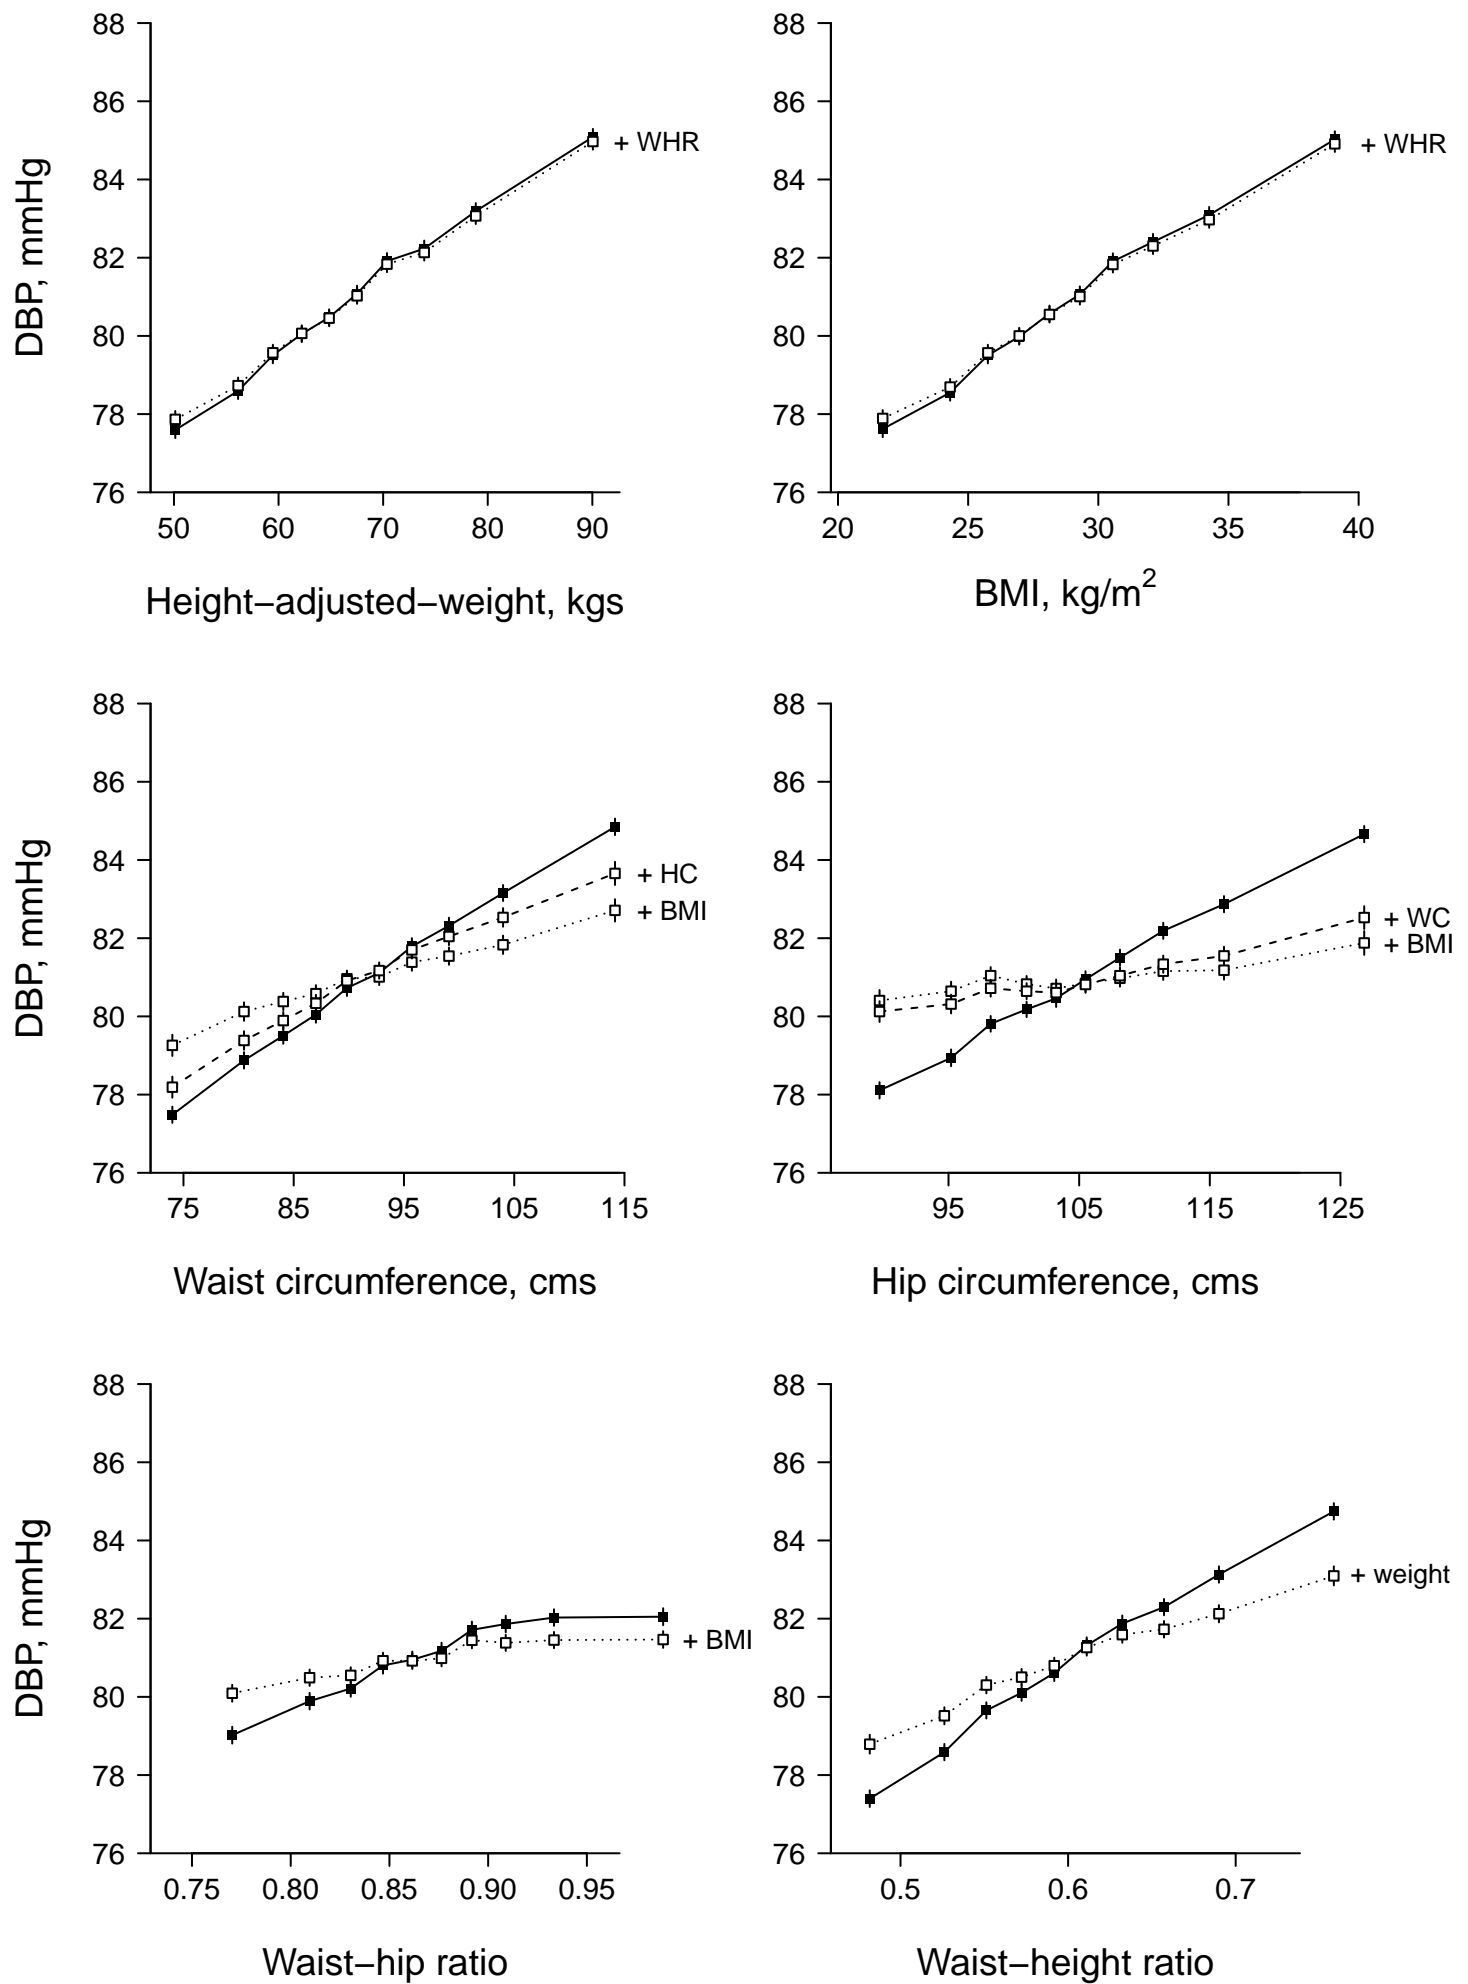 88
86
84
82
80
78
76
DBP, mmHg
+ WHR
50 60 70 80 90
Height−adjusted−weight, kgs
88
86
84
82
80
78
76
+ WHR
20 25 30 35 40
BMI, kg/m²
88
86
84
82
80
78
76
DBP, mmHg
+ HC
+ BMI
75 85 95 105 115
Waist circumference, cms
88
86
84
82
80
78
76
+ WC
+ BMI
95 105 115 125
Hip circumference, cms
88
86
84
82
80
78
76
DBP, mmHg
+ BMI
0.75 0.80 0.85 0.90 0.95
Waist−hip ratio
88
86
84
82
80
78
76
+ weight
0.5 0.6 0.7
Waist−height ratio